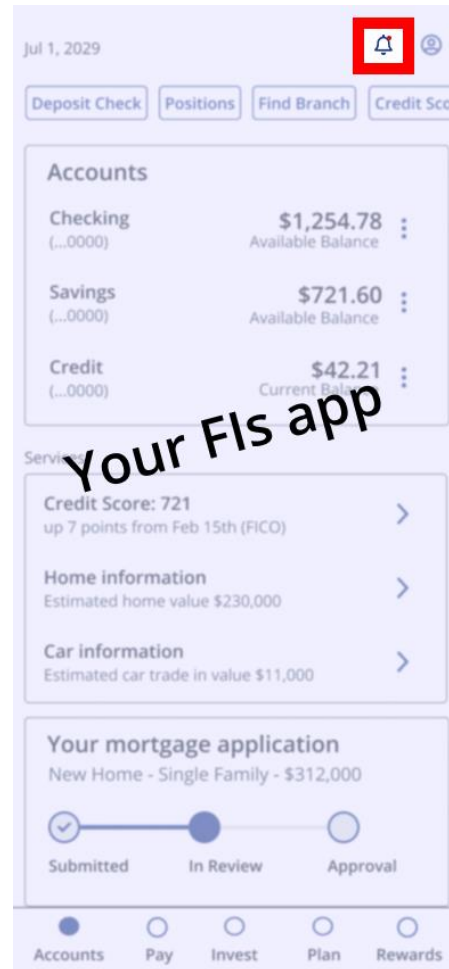 Jul 1, 2029
Deposit Check
Positions
Find Branch
Credit Sco
Accounts
Checking
$1,254.78
(...0000)
Available Balance
Savings
$721.60
(...0000)
Available Balance
Credit
$42.21
(...0000)
Current Balance
Your FIs app
Services
Credit Score: 721
up 7 points from Feb 15th (FICO)
Home information
Estimated home value $230,000
Car information
Estimated car trade in value $11,000
Your mortgage application
New Home - Single Family - $312,000
Submitted
In Review
Approval
Accounts
Pay
Invest
Plan
Rewards